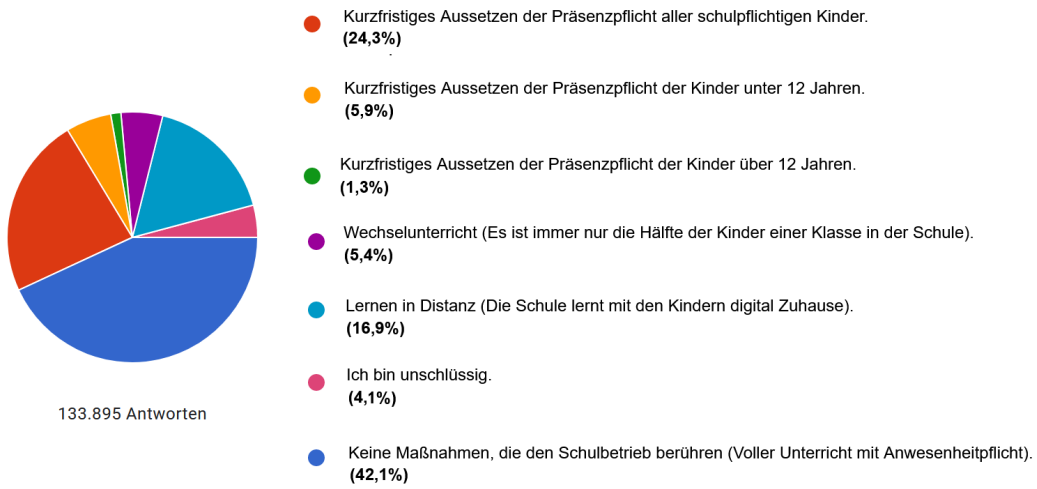 Kurzfristiges Aussetzen der Präsenzpflicht aller schulpflichtigen Kinder.
(24,3%)
Kurzfristiges Aussetzen der Präsenzpflicht der Kinder unter 12 Jahren.
(5,9%)
Kurzfristiges Aussetzen der Präsenzpflicht der Kinder über 12 Jahren.
(1,3%)
Wechselunterricht (Es ist immer nur die Hälfte der Kinder einer Klasse in der Schule).
(5,4%)
Lernen in Distanz (Die Schule lernt mit den Kindern digital Zuhause).
(16,9%)
Ich bin unschlüssig.
(4,1%)
133.895 Antworten
Keine Maßnahmen, die den Schulbetrieb berühren (Voller Unterricht mit Anwesenheitpflicht).
(42,1%)